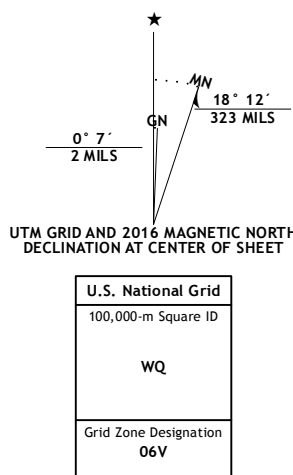 MN
GN
18° 12´
323 MILS
0° 7´
2 MILS
UTM GRID AND 2016 MAGNETIC NORTH
DECLINATION AT CENTER OF SHEET
U.S. National Grid
100,000-m Square ID
WQ
Grid Zone Designation
06V